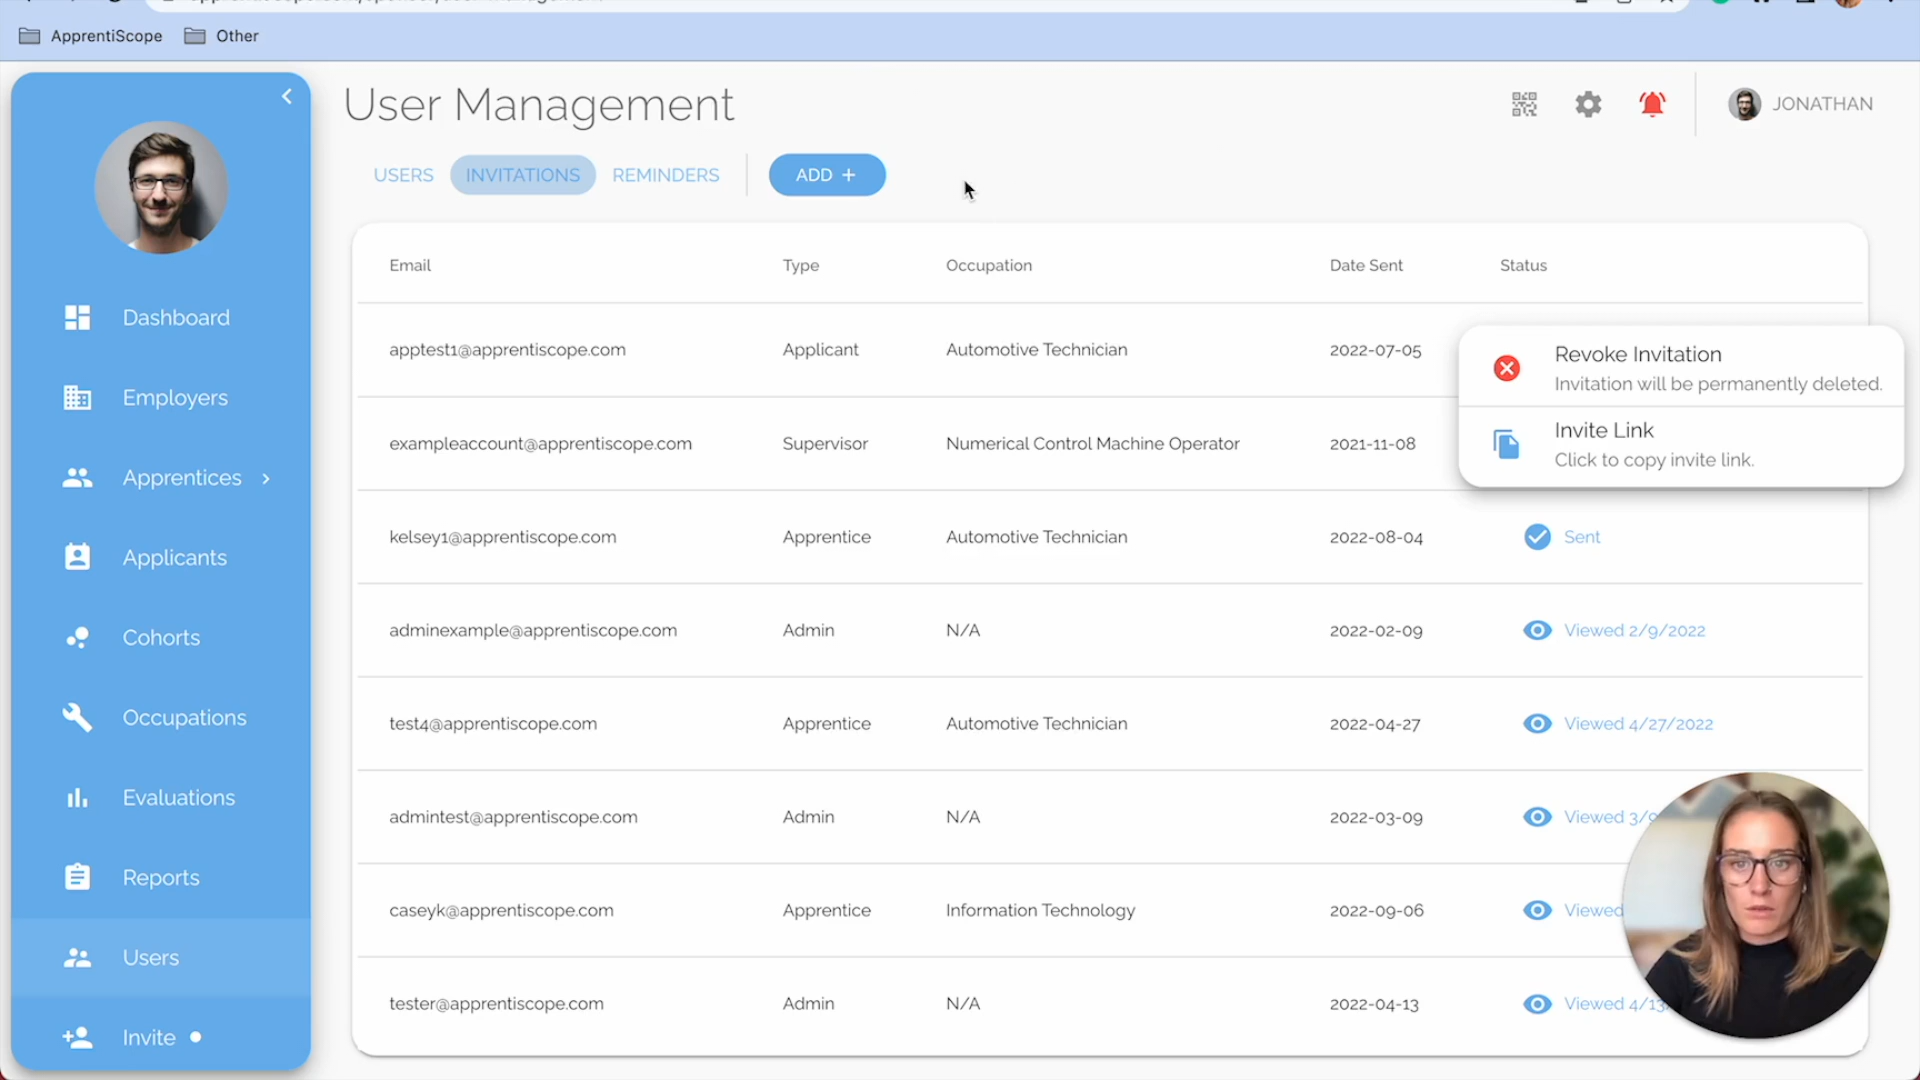 ApprentiScope
Other
User Management
JONATHAN
USERS
INVITATIONS
REMINDERS
ADD +
Dashboard
Employers
Apprentices
Applicants
Cohorts
Occupations
Evaluations
Reports
Users
Invite
Email Type Occupation Date Sent Status
apptest1@apprentiscope.com Applicant Automotive Technician 2022-07-05
exampleaccount@apprentiscope.com Supervisor Numerical Control Machine Operator 2021-11-08
Revoke Invitation
Invitation will be permanently deleted.
Invite Link
Click to copy invite link.
kelsey1@apprentiscope.com Apprentice Automotive Technician 2022-08-04 Sent
adminexample@apprentiscope.com Admin N/A 2022-02-09 Viewed 2/9/2022
test4@apprentiscope.com Apprentice Automotive Technician 2022-04-27 Viewed 4/27/2022
admintest@apprentiscope.com Admin N/A 2022-03-09 Viewed
caseyk@apprentiscope.com Apprentice Information Technology 2022-09-06 Viewed
tester@apprentiscope.com Admin N/A 2022-04-13 Viewed